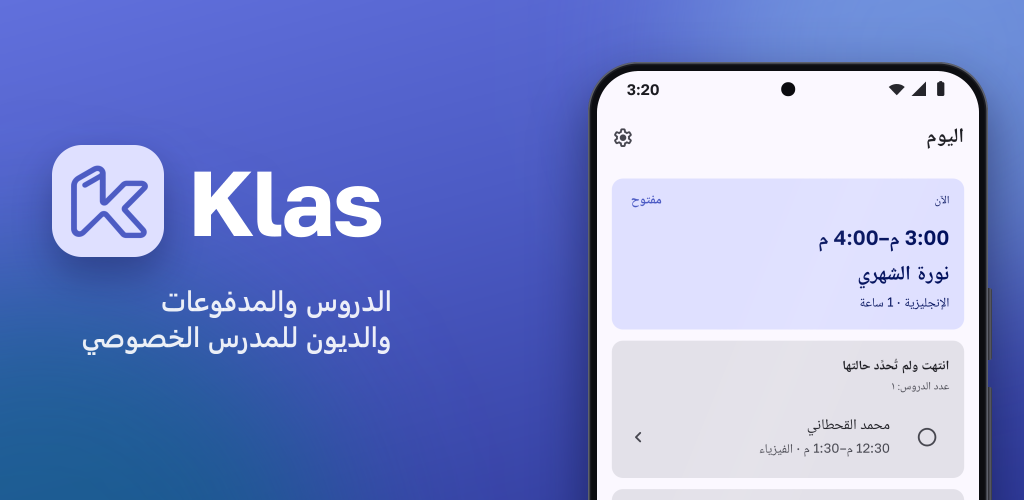 Klas
الدروس والمدفوعات
والديون للمدرس الخصوصي
3:20
اليوم
الآن
مفتوح
3:00 م–4:00 م
نورة الشهري
الإنجليزية · 1 ساعة
انتهت ولم تُحدَّد حالتها
عدد الدروس: ١
محمد القحطاني
12:30 م–1:30 م · الفيزياء